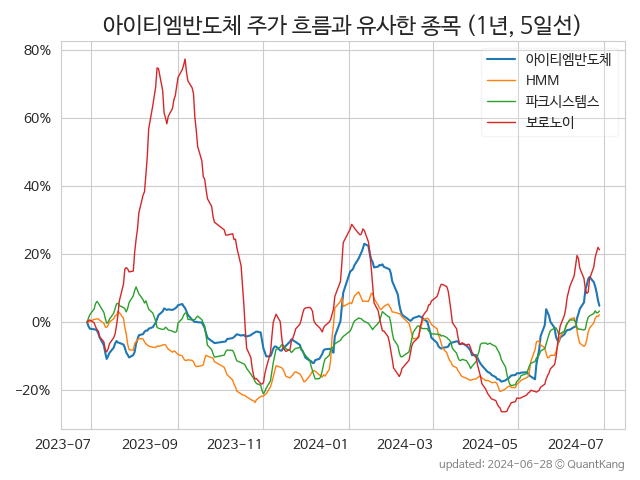 아이티엠반도체 주가 흐름과 유사한 종목 (1년, 5일선)
아이티엠반도체
HMM
파크시스템스
보로노이
80%
60%
40%
20%
0%
−20%
2023-07
2023-09
2023-11
2024-01
2024-03
2024-05
2024-07
updated: 2024-06-28 © QuantKang